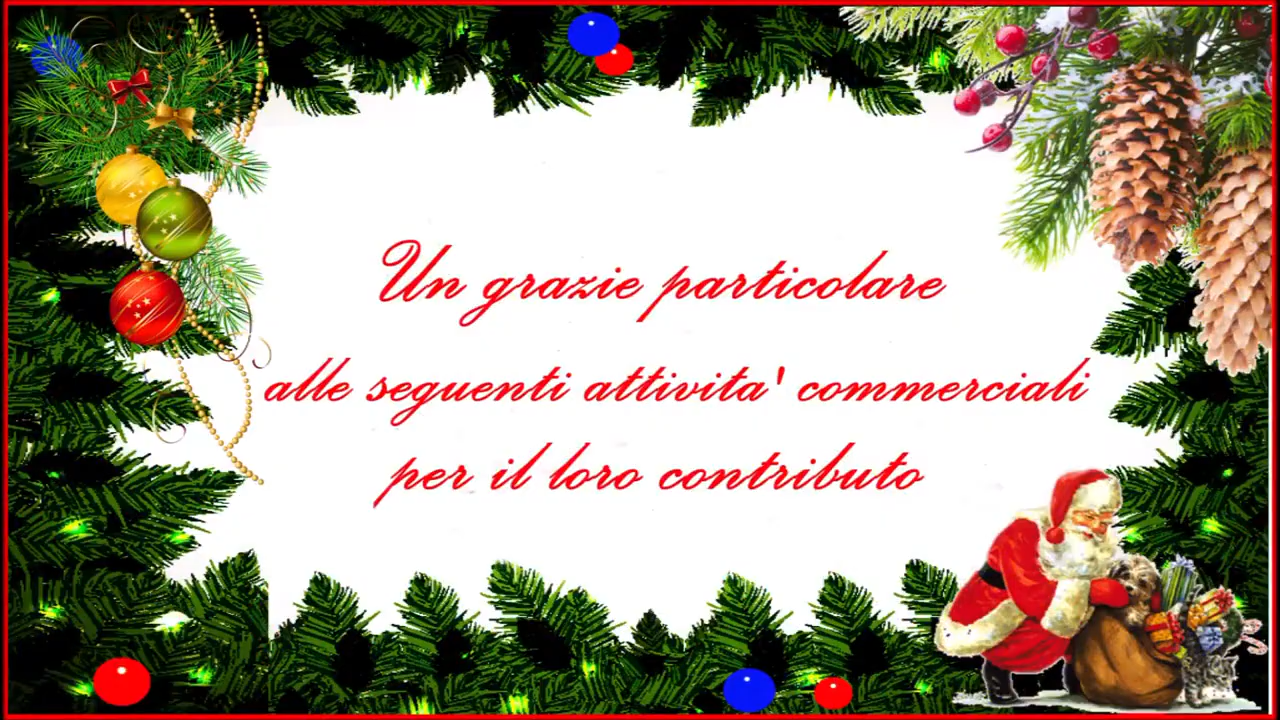 Un grazie particolare
alle seguenti attivita' commerciali
per il loro contributo